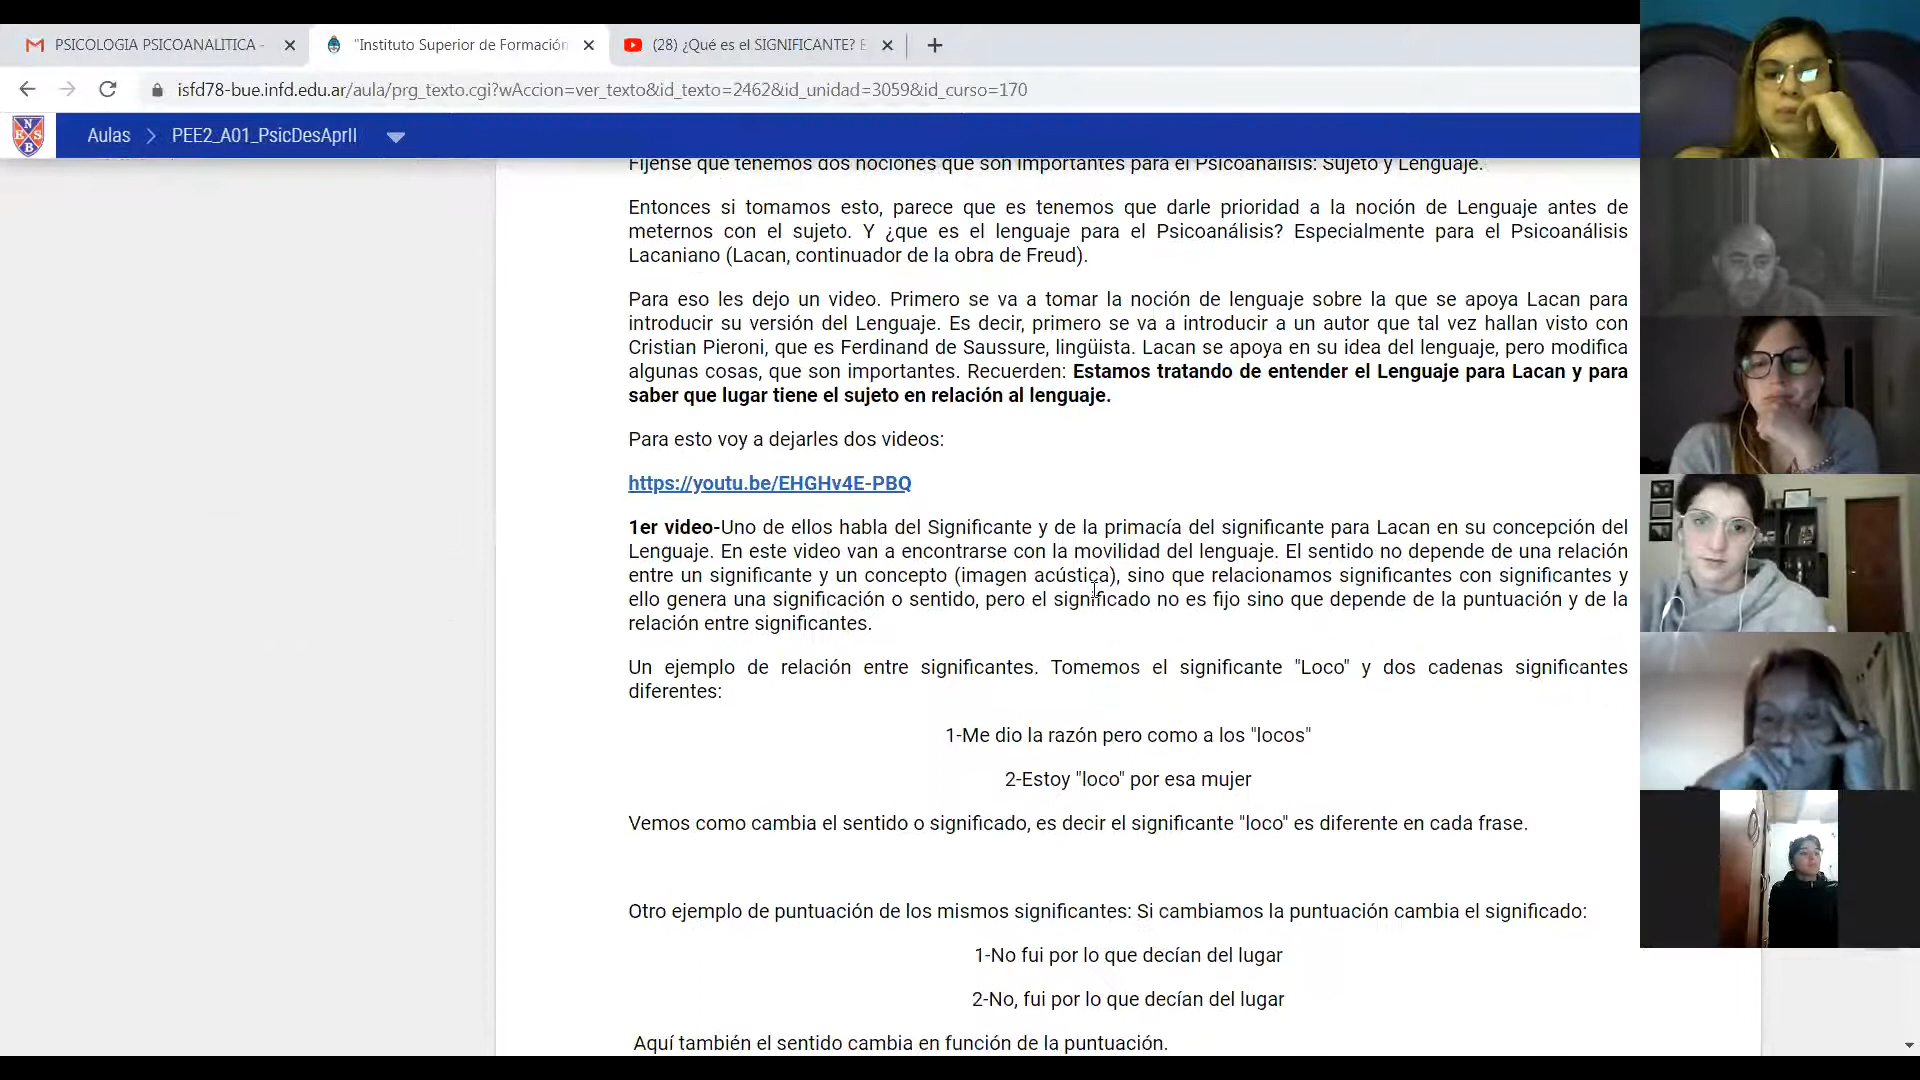 PSICOLOGIA PSICOANALITICA -
"Instituto Superior de Formación
(28) ¿Qué es el SIGNIFICANTE? E
isfd78-bue.infd.edu.ar/aula/prg_texto.cgi?wAccion=ver_texto&id_texto=2462&id_unidad=3059&id_curso=170
N
E S
B
Aulas
PEE2_A01_PsicDesAprII
Fíjense que tenemos dos nociones que son importantes para el Psicoanálisis: Sujeto y Lenguaje.
Entonces si tomamos esto, parece que es tenemos que darle prioridad a la noción de Lenguaje antes de
meternos con el sujeto. Y ¿que es el lenguaje para el Psicoanálisis? Especialmente para el Psicoanálisis
Lacaniano (Lacan, continuador de la obra de Freud).
Para eso les dejo un video. Primero se va a tomar la noción de lenguaje sobre la que se apoya Lacan para
introducir su versión del Lenguaje. Es decir, primero se va a introducir a un autor que tal vez hallan visto con
Cristian Pieroni, que es Ferdinand de Saussure, lingüista. Lacan se apoya en su idea del lenguaje, pero modifica
algunas cosas, que son importantes. Recuerden: Estamos tratando de entender el Lenguaje para Lacan y para
saber que lugar tiene el sujeto en relación al lenguaje.
Para esto voy a dejarles dos videos:
https://youtu.be/EHGHv4E-PBQ
1er video-Uno de ellos habla del Significante y de la primacía del significante para Lacan en su concepción del
Lenguaje. En este video van a encontrarse con la movilidad del lenguaje. El sentido no depende de una relación
entre un significante y un concepto (imagen acústica), sino que relacionamos significantes con significantes y
ello genera una significación o sentido, pero el significado no es fijo sino que depende de la puntuación y de la
relación entre significantes.
Un ejemplo de relación entre significantes. Tomemos el significante "Loco" y dos cadenas significantes
diferentes:
1-Me dio la razón pero como a los "locos"
2-Estoy "loco" por esa mujer
Vemos como cambia el sentido o significado, es decir el significante "loco" es diferente en cada frase.
Otro ejemplo de puntuación de los mismos significantes: Si cambiamos la puntuación cambia el significado:
1-No fui por lo que decían del lugar
2-No, fui por lo que decían del lugar
Aquí también el sentido cambia en función de la puntuación.